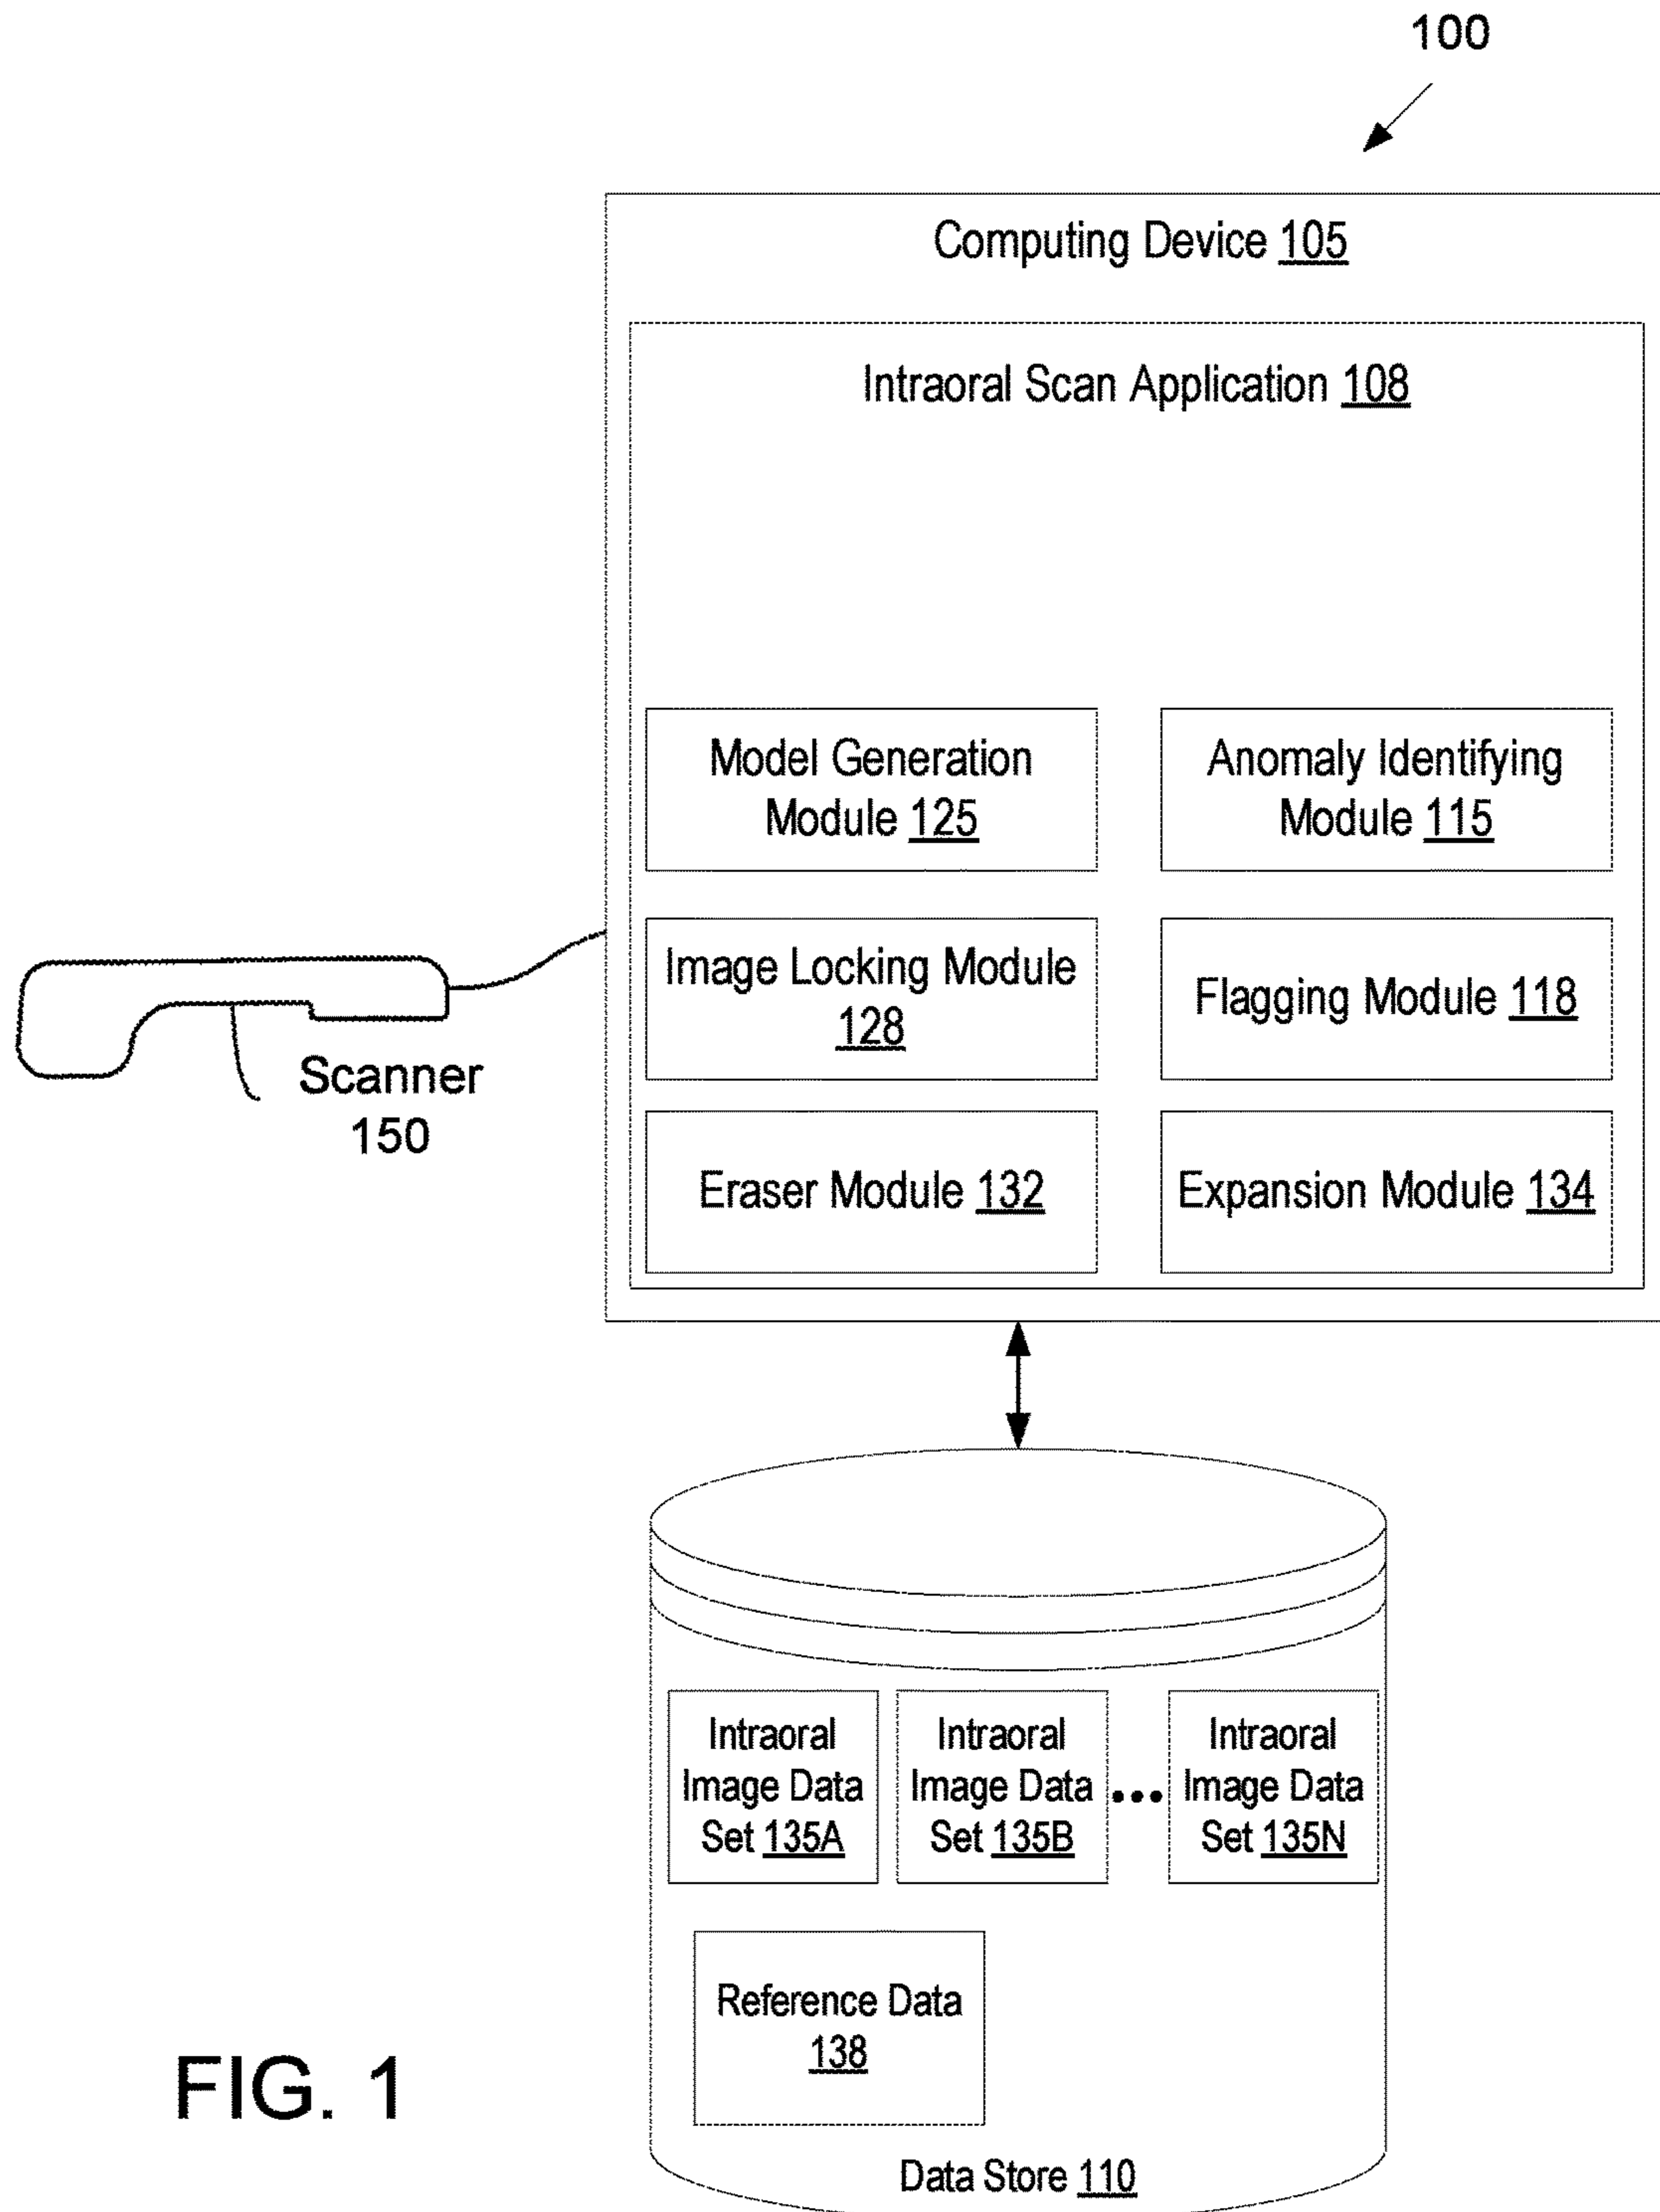 100
Computing Device 105
Intraoral Scan Application 108
Model Generation
Module 125
Anomaly Identifying
Module 115
Image Locking Module
128
Flagging Module 118
Scanner
150
Eraser Module 132
Expansion Module 134
Intraoral
Image Data
Set 135A
Intraoral
Image Data
Set 135B
•••
Intraoral
Image Data
Set 135N
Reference Data
138
Data Store 110
FIG. 1